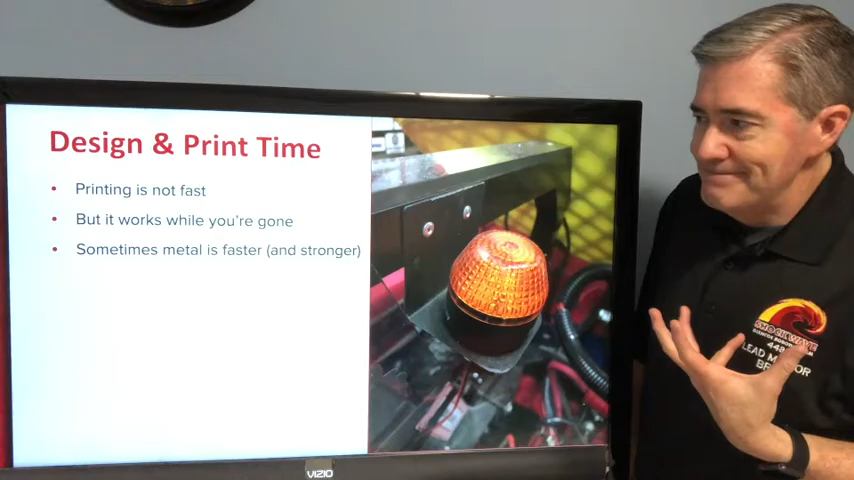 Design & Print Time
• Printing is not fast
• But it works while you're gone
• Sometimes metal is faster (and stronger)
VIZIO
SHOCKWAVE
LEAD